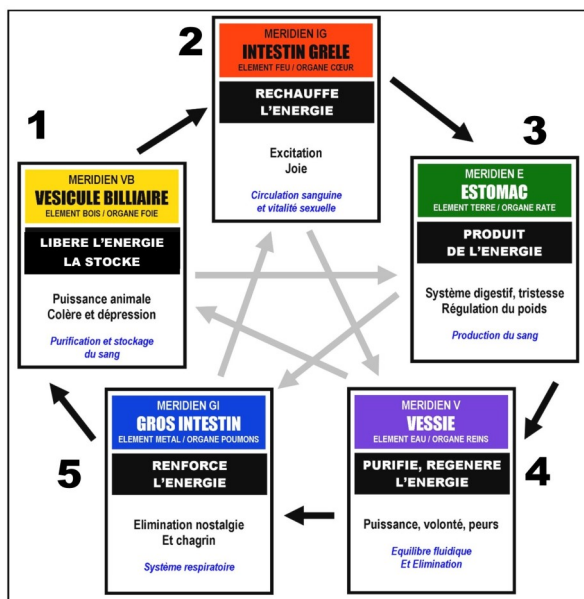 1
MERIDIEN VB
VESICULE BILLIAIRE
ELEMENT BOIS / ORGANE FOIE
LIBERE L'ENERGIE
LA STOCKE
Puissance animale
Colère et dépression
Purification et stockage
du sang
2
MERIDIEN IG
INTESTIN GRELE
ELEMENT FEU / ORGANE CŒUR
RECHAUFFE
L'ENERGIE
Excitation
Joie
Circulation sanguine
et vitalité sexuelle
3
MERIDIEN E
ESTOMAC
ELEMENT TERRE / ORGANE RATE
PRODUIT
DE L'ENERGIE
Système digestif, tristesse
Régulation du poids
Production du sang
4
MERIDIEN V
VESSIE
ELEMENT EAU / ORGANE REINS
PURIFIE, REGENERE
L'ENERGIE
Puissance, volonté, peurs
Equilibre fluidique
Et Elimination
5
MERIDIEN GI
GROS INTESTIN
ELEMENT METAL / ORGANE POUMONS
RENFORCE
L'ENERGIE
Elimination nostalgie
Et chagrin
Systéme respiratoire